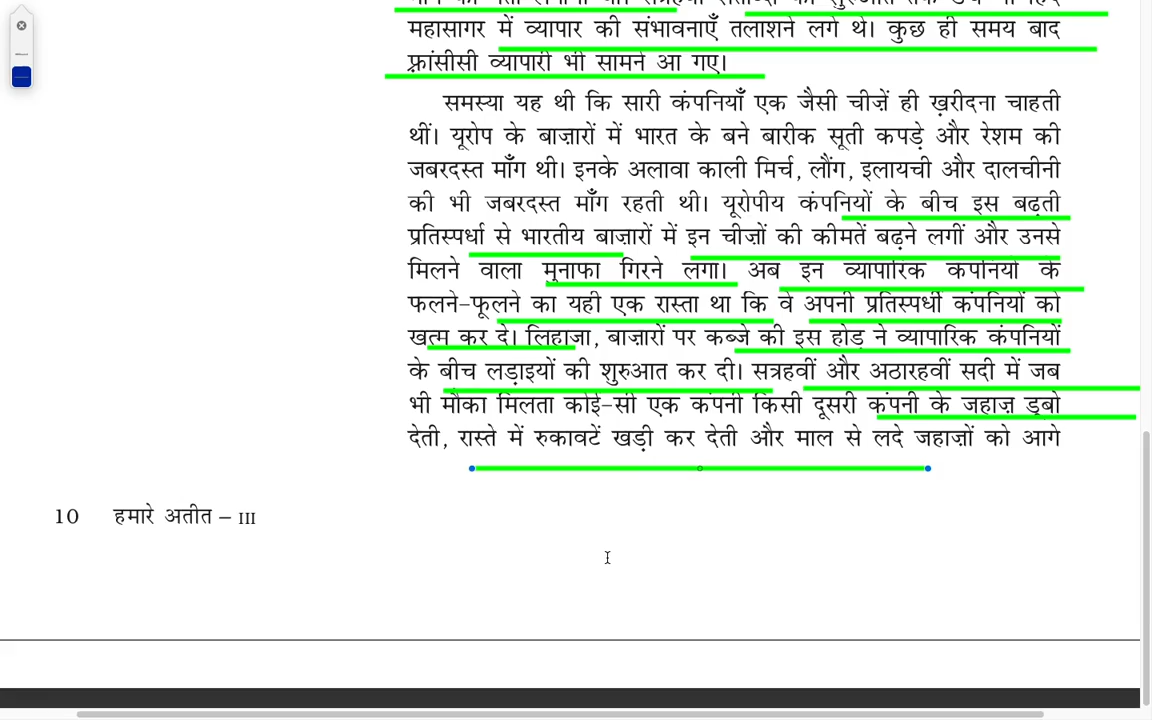 महासागर में व्यापार की संभावनाएँ तलाशने लगे थे। कुछ ही समय बाद
फ़्रांसीसी व्यापारी भी सामने आ गए।
समस्या यह थी कि सारी कंपनियाँ एक जैसी चीज़ें ही ख़रीदना चाहती
थीं। यूरोप के बाज़ारों में भारत के बने बारीक सूती कपड़े और रेशम की
जबरदस्त माँग थी। इनके अलावा काली मिर्च, लौंग, इलायची और दालचीनी
की भी जबरदस्त माँग रहती थी। यूरोपीय कंपनियों के बीच इस बढ़ती
प्रतिस्पर्धा से भारतीय बाज़ारों में इन चीज़ों की कीमतें बढ़ने लगीं और उनसे
मिलने वाला मुनाफा गिरने लगा। अब इन व्यापारिक कंपनियों के
फलने-फूलने का यही एक रास्ता था कि वे अपनी प्रतिस्पर्धी कंपनियों को
खत्म कर दे। लिहाज़ा, बाज़ारों पर कब्जे की इस होड़ ने व्यापारिक कंपनियों
के बीच लड़ाइयों की शुरुआत कर दी। सत्रहवीं और अठारहवीं सदी में जब
भी मौका मिलता कोई-सी एक कंपनी किसी दूसरी कंपनी के जहाज़ डुबो
देती, रास्ते में रुकावटें खड़ी कर देती और माल से लदे जहाज़ों को आगे
10 हमारे अतीत – III